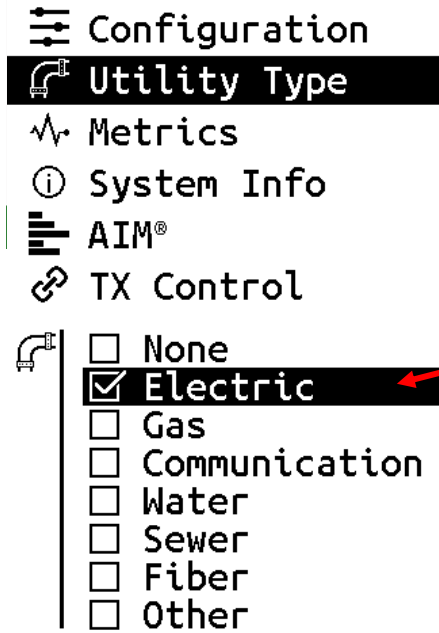 Configuration
Utility Type
Metrics
System Info
AIM®
TX Control
None
Electric
Gas
Communication
Water
Sewer
Fiber
Other